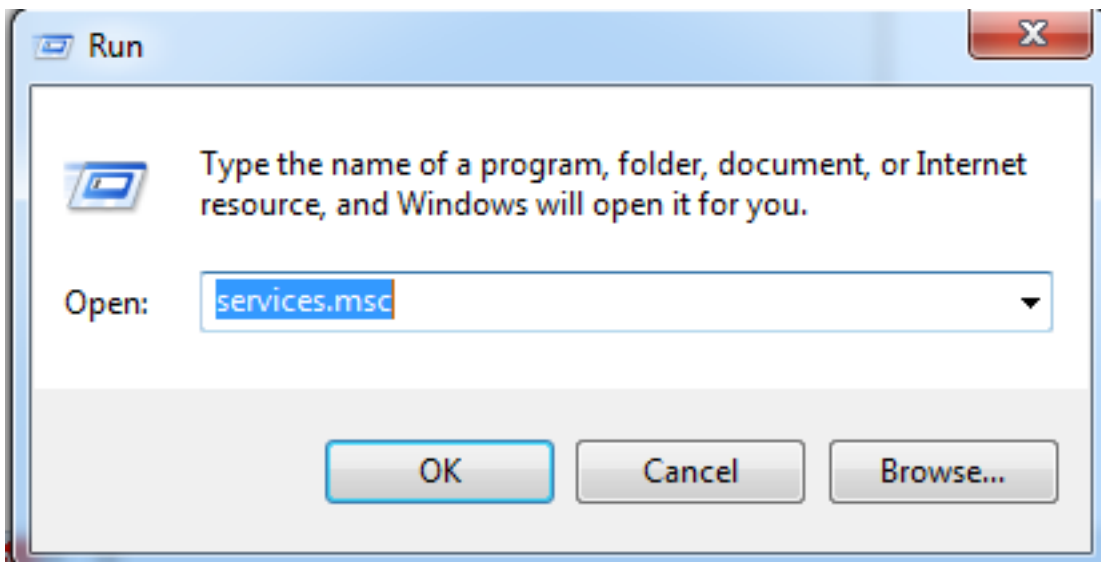 Run
Type the name of a program, folder, document, or Internet
resource, and Windows will open it for you.
Open: services.msc
OK Cancel Browse...